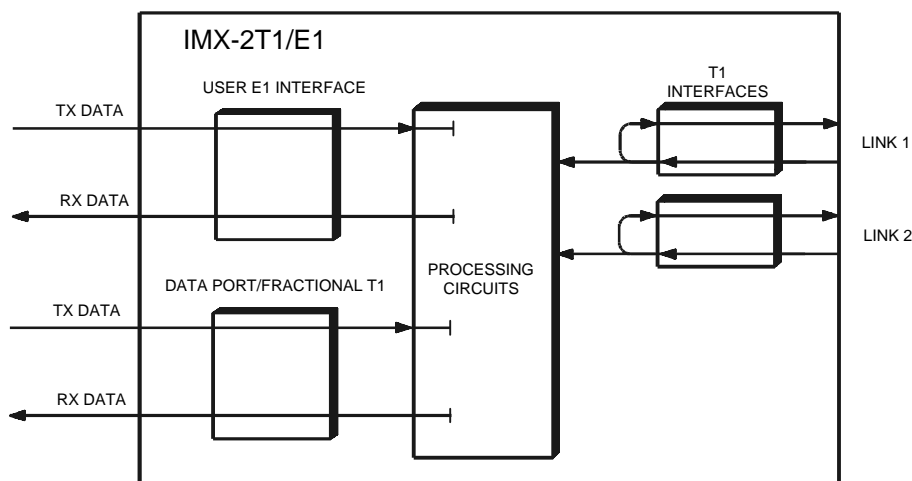 IMX-2T1/E1
USER E1 INTERFACE
T1
INTERFACES
TX DATA
LINK 1
RX DATA
LINK 2
PROCESSING
CIRCUITS
DATA PORT/FRACTIONAL T1
TX DATA
RX DATA